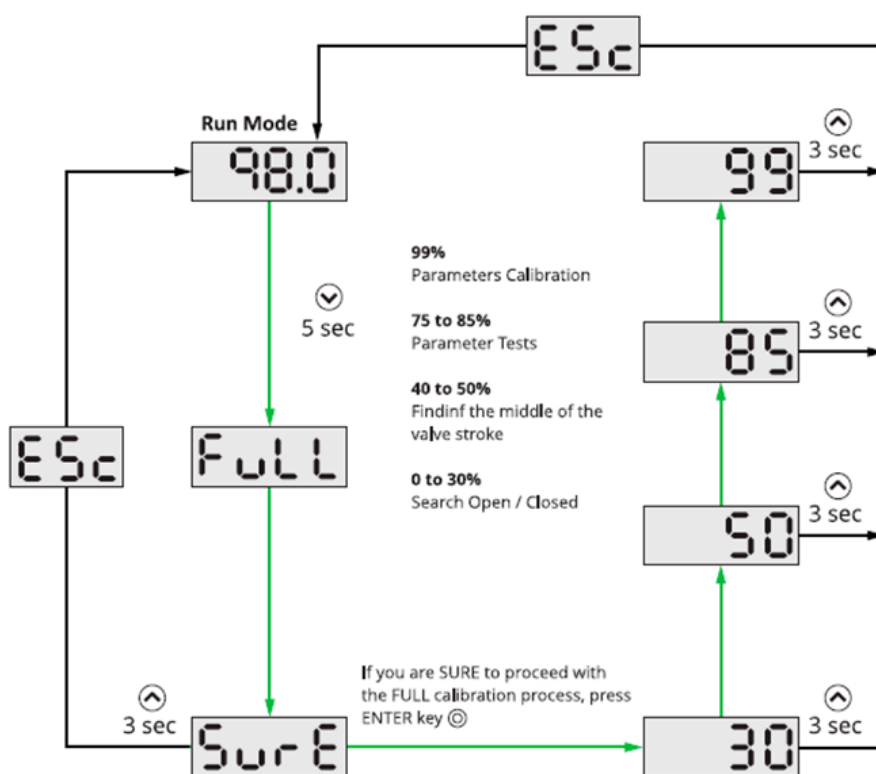 ESc
Run Mode
98.0
99
3 sec
99%
Parameters Calibration
5 sec
75 to 85%
Parameter Tests
85
3 sec
40 to 50%
Findinf the middle of the
valve stroke
ESc
FuLL
0 to 30%
Search Open / Closed
50
3 sec
If you are SURE to proceed with
the FULL calibration process, press
ENTER key
3 sec
SurE
30
3 sec